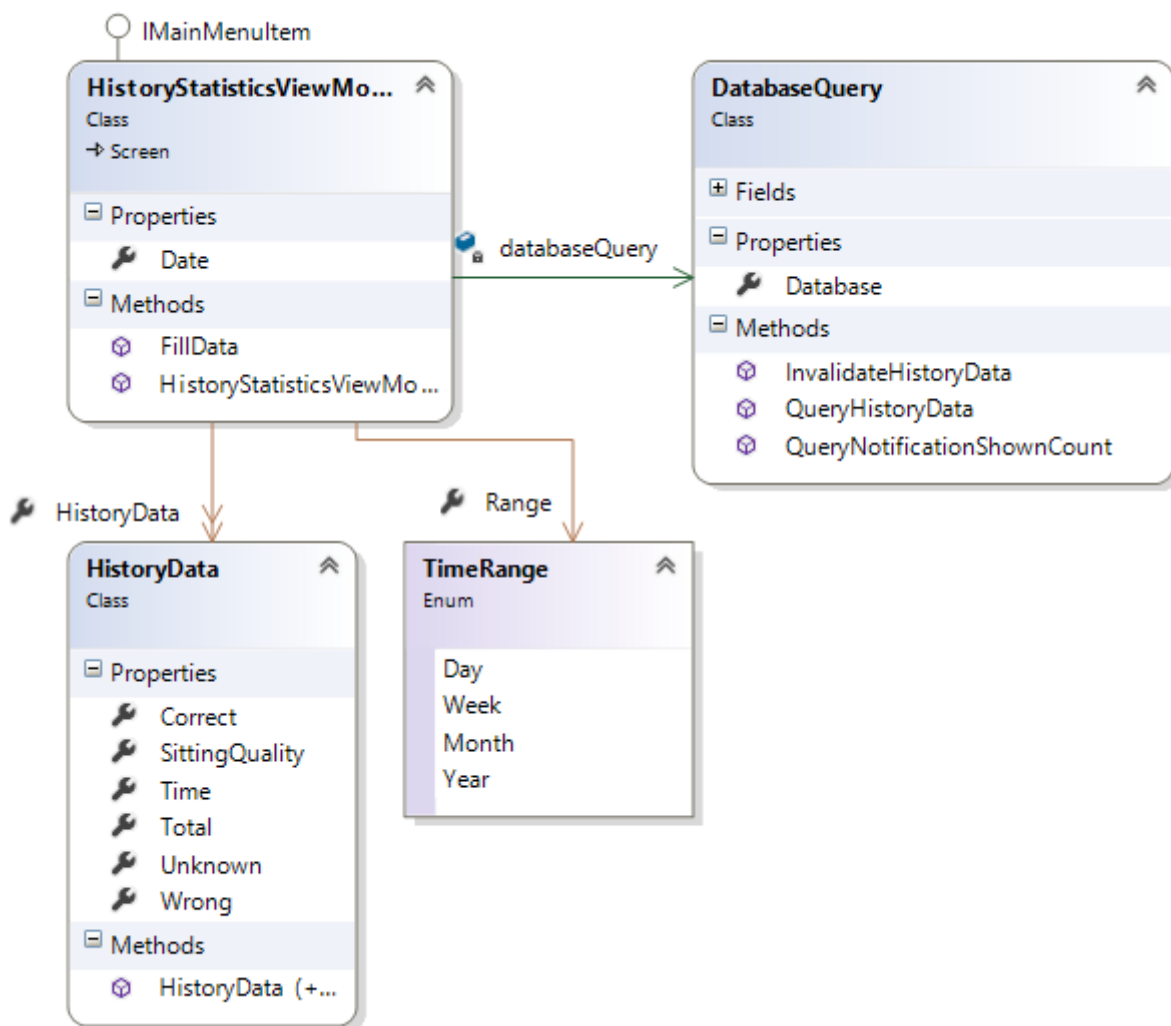 IMainMenuItem
HistoryStatisticsViewMo...
Class
Screen
Properties
Date
Methods
FillData
HistoryStatisticsViewMo...
databaseQuery
DatabaseQuery
Class
Fields
Properties
Database
Methods
InvalidateHistoryData
QueryHistoryData
QueryNotificationShownCount
HistoryData
HistoryData
Class
Properties
Correct
SittingQuality
Time
Total
Unknown
Wrong
Methods
HistoryData (+...
Range
TimeRange
Enum
Day
Week
Month
Year